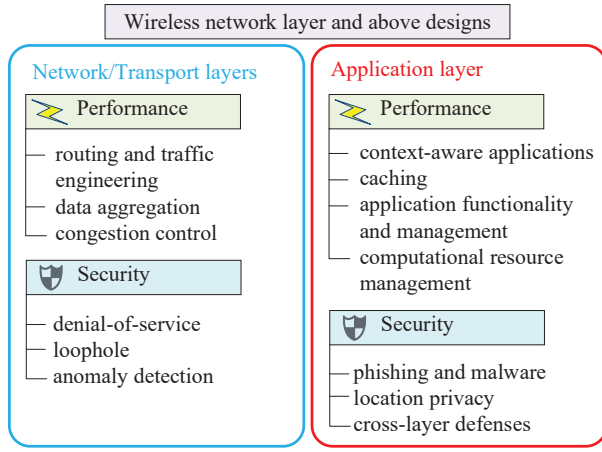 Wireless network layer and above designs
Network/Transport layers
Performance
routing and traffic
engineering
data aggregation
congestion control
Security
denial-of-service
loophole
anomaly detection
Application layer
Performance
context-aware applications
caching
application functionality
and management
computational resource
management
Security
phishing and malware
location privacy
cross-layer defenses